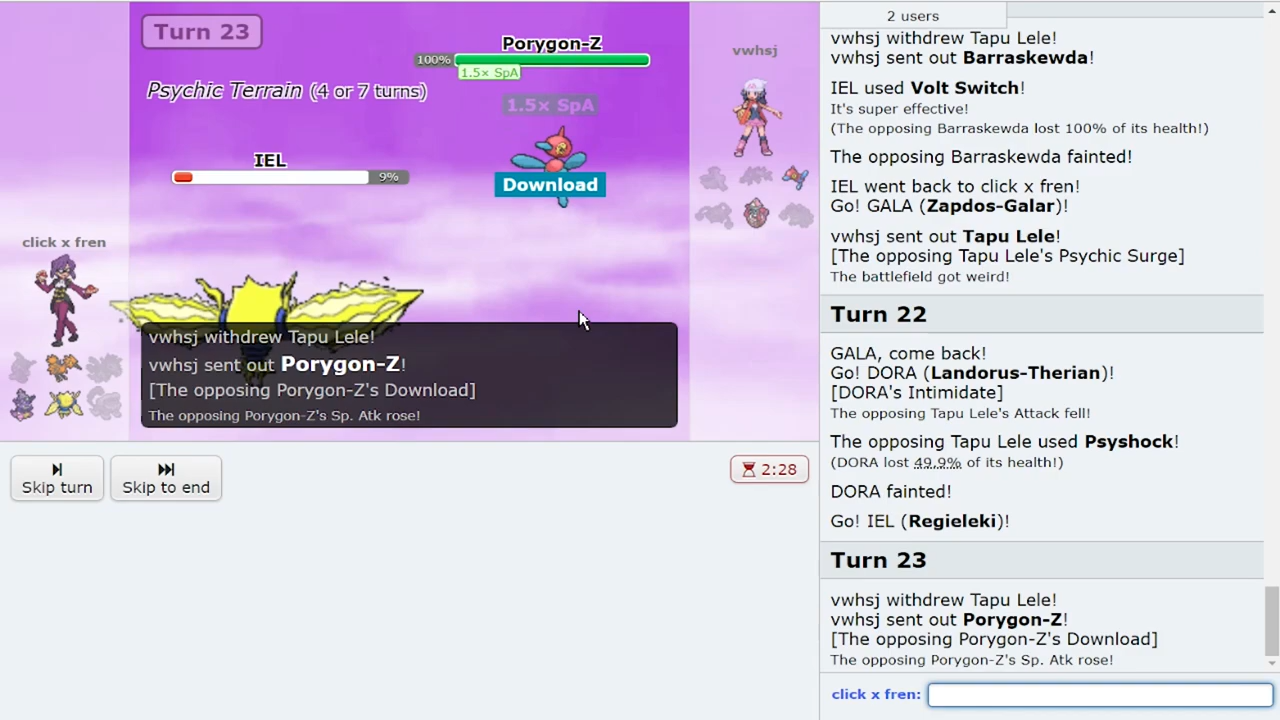 Turn 23
Porygon-Z
100%
1.5× SpA
Psychic Terrain (4 or 7 turns)
1.5× SpA
IEL
9%
Download
vwhsj
click x fren
vwhsj withdrew Tapu Lele!
vwhsj sent out Porygon-Z!
[The opposing Porygon-Z's Download]
The opposing Porygon-Z's Sp. Atk rose!
Skip turn
Skip to end
2:28
2 users
vwhsj withdrew Tapu Lele!
vwhsj sent out Barraskewda!
IEL used Volt Switch!
It's super effective!
(The opposing Barraskewda lost 100% of its health!)
The opposing Barraskewda fainted!
IEL went back to click x fren!
Go! GALA (Zapdos-Galar)!
vwhsj sent out Tapu Lele!
[The opposing Tapu Lele's Psychic Surge]
The battlefield got weird!
Turn 22
GALA, come back!
Go! DORA (Landorus-Therian)!
[DORA's Intimidate]
The opposing Tapu Lele's Attack fell!
The opposing Tapu Lele used Psyshock!
(DORA lost 49.9% of its health!)
DORA fainted!
Go! IEL (Regieleki)!
Turn 23
vwhsj withdrew Tapu Lele!
vwhsj sent out Porygon-Z!
[The opposing Porygon-Z's Download]
The opposing Porygon-Z's Sp. Atk rose!
click x fren: